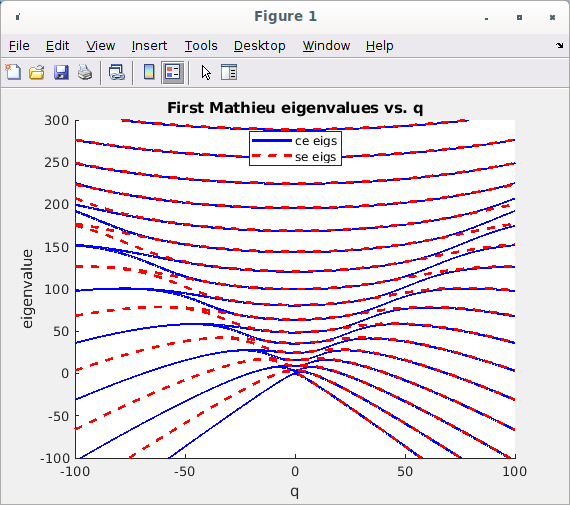 Figure 1
File Edit View Insert Tools Desktop Window Help
First Mathieu eigenvalues vs. q
ce eigs
se eigs
300
250
200
150
100
50
0
-50
-100
eigenvalue
-100 -50 0 50 100
q